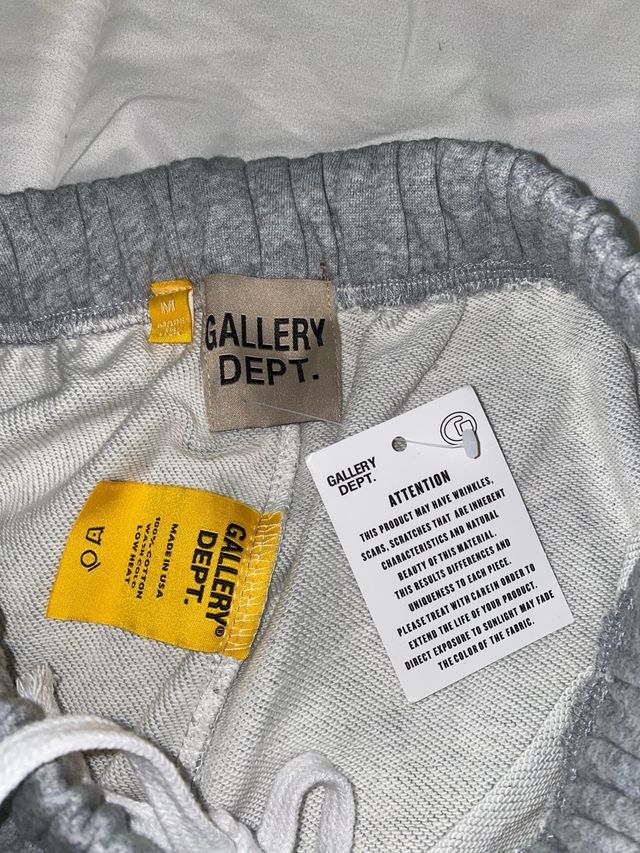 M
GALLERY
DEPT.
GALLERY
DEPT.
ATTENTION
THIS PRODUCT MAY HAVE WRINKLES,
SCARS, SCRATCHES THAT ARE INHERENT
CHARACTERISTICS AND NATURAL
BEAUTY OF THIS MATERIAL.
THIS RESULTS DIFFERENCES AND
UNIQUENESS TO EACH PIECE.
PLEASE TREAT WITH CARE IN ORDER TO
EXTEND THE LIFE OF YOUR PRODUCT.
DIRECT EXPOSURE TO SUNLIGHT MAY FADE
THE COLOR OF THE FABRIC.
GALLERY
DEPT.®
MADE IN USA
100% COTTON
WASH COLD
LOW HEAT